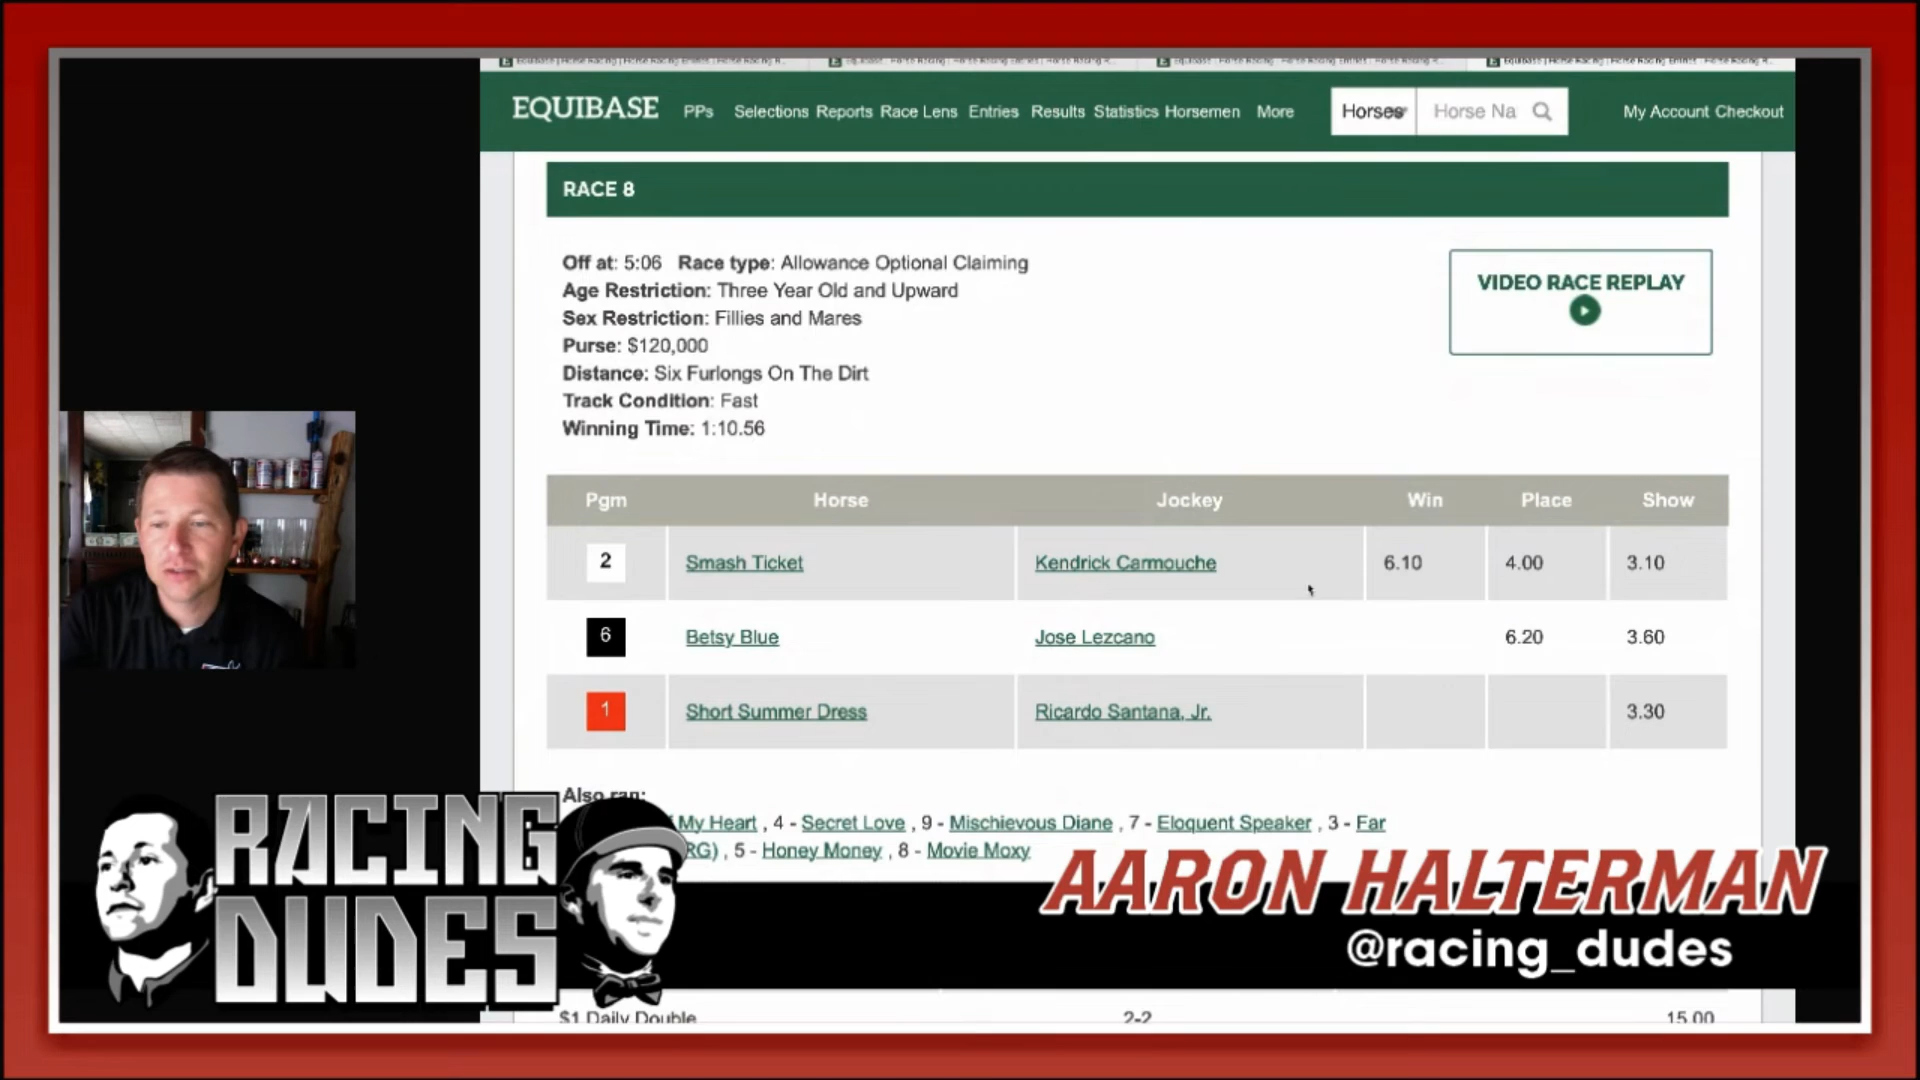 EQUIBASE PPs Selections Reports Race Lens Entries Results Statistics Horsemen More Horses Horse Na My Account Checkout
RACE 8
Off at: 5:06 Race type: Allowance Optional Claiming
Age Restriction: Three Year Old and Upward
Sex Restriction: Fillies and Mares
Purse: $120,000
Distance: Six Furlongs On The Dirt
Track Condition: Fast
Winning Time: 1:10.56
VIDEO RACE REPLAY
Pgm Horse Jockey Win Place Show
2 Smash Ticket Kendrick Carmouche 6.10 4.00 3.10
6 Betsy Blue Jose Lezcano 6.20 3.60
1 Short Summer Dress Ricardo Santana, Jr. 3.30
Also ran:
My Heart , 4 - Secret Love , 9 - Mischievous Diane , 7 - Eloquent Speaker , 3 - Far
RG) , 5 - Honey Money , 8 - Movie Moxy
RACING
DUDES
AARON HALTERMAN
@racing_dudes
$1 Daily Double 2-2 15.00